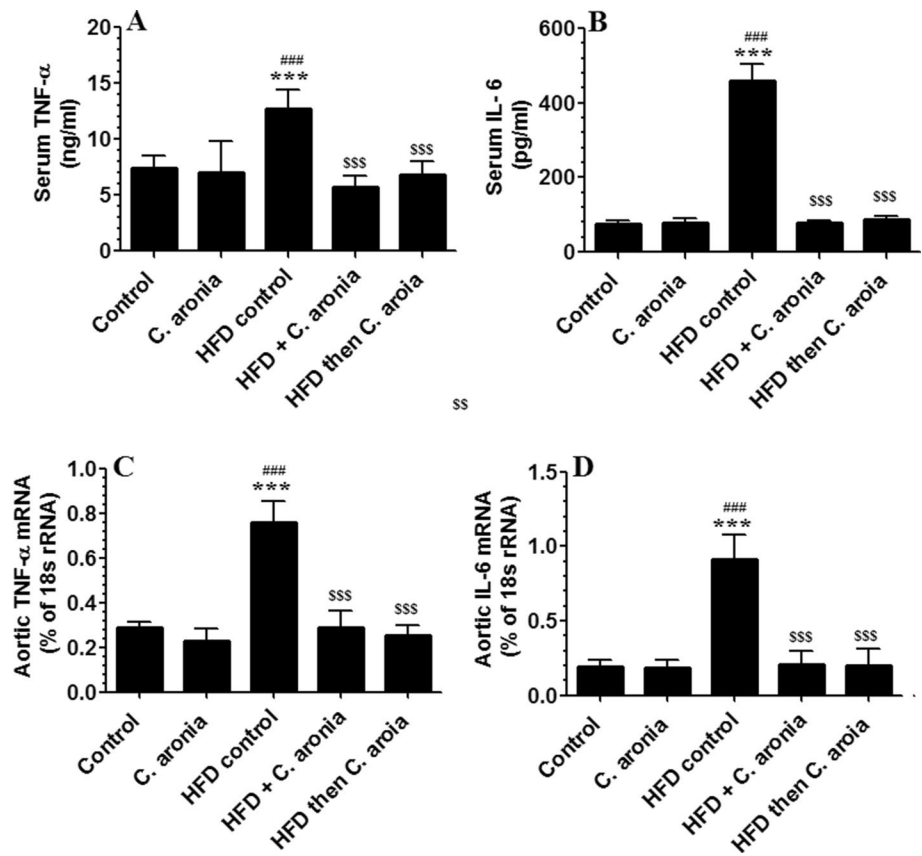 A
Serum TNF-α
(ng/ml)
20
15
10
5
0
###
***
$$$
$$$
Control
C. aronia
HFD control
HFD + C. aronia
HFD then C. aroia
B
Serum IL- 6
(pg/ml)
600
400
200
0
###
***
$$$
$$$
Control
C. aronia
HFD control
HFD + C. aronia
HFD then C. aroia
$$
C
Aortic TNF-α mRNA
(% of 18s rRNA)
1.0
0.8
0.6
0.4
0.2
0.0
###
***
$$$
$$$
Control
C. aronia
HFD control
HFD + C. aronia
HFD then C. aroia
D
Aortic IL-6 mRNA
(% of 18s rRNA)
1.5
1.0
0.5
0.0
###
***
$$$
$$$
Control
C. aronia
HFD control
HFD + C. aronia
HFD then C. aroia